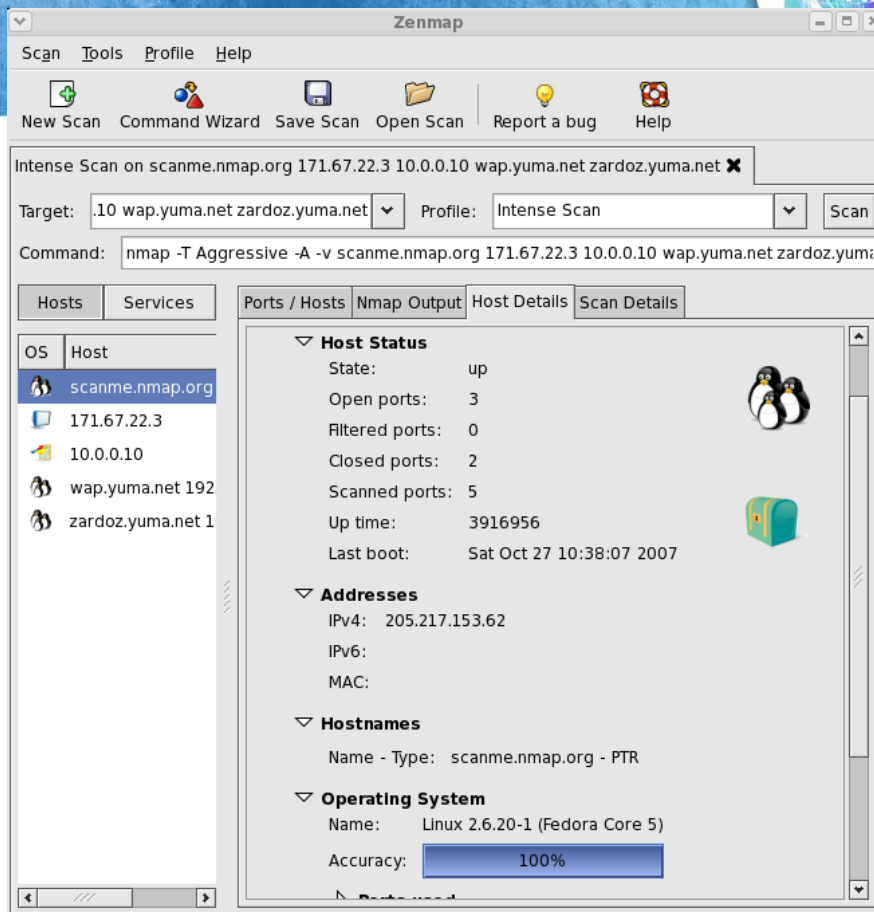 Zenmap
Scan Tools Profile Help
New Scan Command Wizard Save Scan Open Scan Report a bug Help
Intense Scan on scanme.nmap.org 171.67.22.3 10.0.0.10 wap.yuma.net zardoz.yuma.net
Target: .10 wap.yuma.net zardoz.yuma.net Profile: Intense Scan Scan
Command: nmap -T Aggressive -A -v scanme.nmap.org 171.67.22.3 10.0.0.10 wap.yuma.net zardoz.yuma
Hosts Services
Ports / Hosts Nmap Output Host Details Scan Details
OS Host
scanme.nmap.org
171.67.22.3
10.0.0.10
wap.yuma.net 192.
zardoz.yuma.net 1
Host Status
State: up
Open ports: 3
Filtered ports: 0
Closed ports: 2
Scanned ports: 5
Up time: 3916956
Last boot: Sat Oct 27 10:38:07 2007
Addresses
IPv4: 205.217.153.62
IPv6:
MAC:
Hostnames
Name - Type: scanme.nmap.org - PTR
Operating System
Name: Linux 2.6.20-1 (Fedora Core 5)
Accuracy: 100%
Ports used